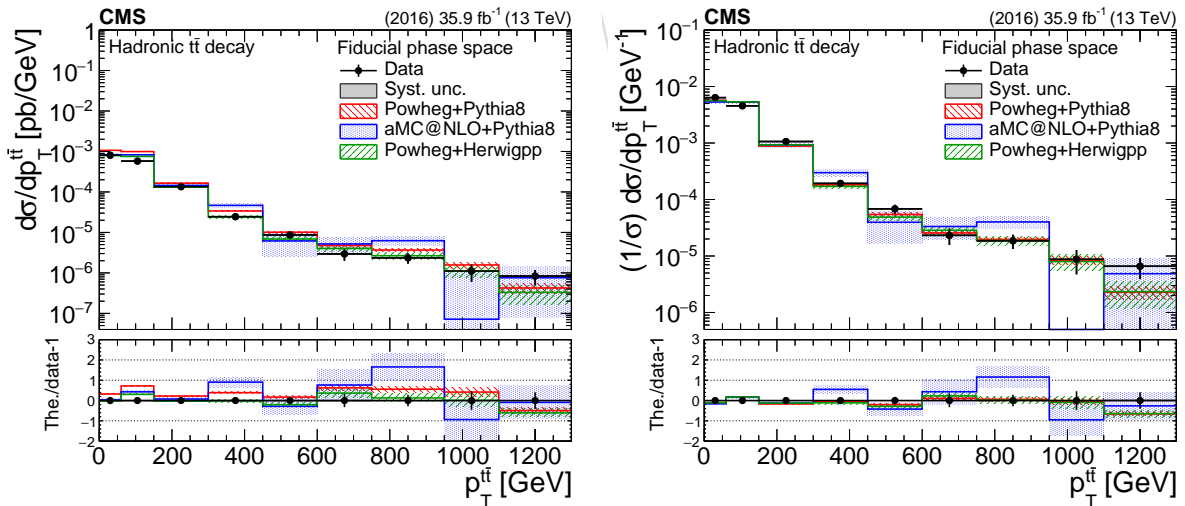 CMS (2016) 35.9 fb⁻¹ (13 TeV)
Hadronic tt̄ decay
Fiducial phase space
Data
Syst. unc.
Powheg+Pythia8
aMC@NLO+Pythia8
Powheg+Herwigpp
dσ/dp_T^{tt̄} [pb/GeV]
1
10⁻¹
10⁻²
10⁻³
10⁻⁴
10⁻⁵
10⁻⁶
10⁻⁷
The./data-1
3
2
1
0
−1
−2
0 200 400 600 800 1000 1200
p_T^{tt̄} [GeV]
CMS (2016) 35.9 fb⁻¹ (13 TeV)
Hadronic tt̄ decay
Fiducial phase space
Data
Syst. unc.
Powheg+Pythia8
aMC@NLO+Pythia8
Powheg+Herwigpp
(1/σ) dσ/dp_T^{tt̄} [GeV⁻¹]
10⁻¹
10⁻²
10⁻³
10⁻⁴
10⁻⁵
10⁻⁶
The./data-1
3
2
1
0
−1
−2
0 200 400 600 800 1000 1200
p_T^{tt̄} [GeV]